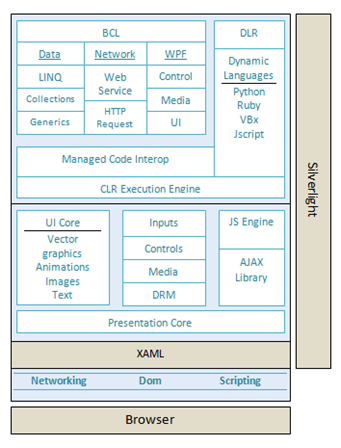 BCL
DLR
Data
Network
WPF
LINQ
Collections
Generics
Web
Service
HTTP
Request
Control
Media
UI
Dynamic
Languages
Python
Ruby
VBx
Jscript
Managed Code Interop
CLR Execution Engine
UI Core
Vector
graphics
Animations
Images
Text
Inputs
Controls
Media
DRM
JS Engine
AJAX
Library
Presentation Core
XAML
Networking
Dom
Scripting
Browser
Silverlight